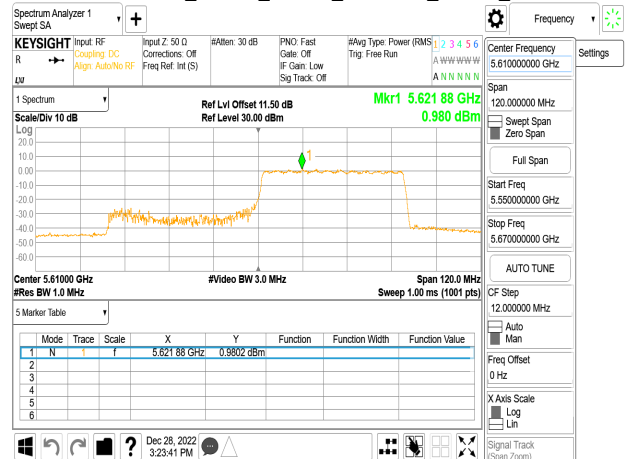 Spectrum Analyzer 1
Swept SA
Frequency
KEYSIGHT
R
Input: RF
Coupling: DC
Align: Auto/No RF
Input Z: 50 Ω
Corrections: Off
Freq Ref: Int (S)
#Atten: 30 dB
PNO: Fast
Gate: Off
IF Gain: Low
Sig Track: Off
#Avg Type: Power (RMS
Trig: Free Run
1 2 3 4 5 6
A W W W W W
A N N N N N
Center Frequency
5.610000000 GHz
Settings
Span
120.000000 MHz
Swept Span
Zero Span
Full Span
Start Freq
5.550000000 GHz
Stop Freq
5.670000000 GHz
AUTO TUNE
CF Step
12.000000 MHz
Auto
Man
Freq Offset
0 Hz
X Axis Scale
Log
Lin
Signal Track
(Span Zoom)
1 Spectrum
Scale/Div 10 dB
Ref Lvl Offset 11.50 dB
Ref Level 30.00 dBm
Mkr1 5.621 88 GHz
0.980 dBm
Log
20.0
10.0
0.00
-10.0
-20.0
-30.0
-40.0
-50.0
-60.0
1
Center 5.61000 GHz
#Res BW 1.0 MHz
#Video BW 3.0 MHz
Span 120.0 MHz
Sweep 1.00 ms (1001 pts)
5 Marker Table
Mode Trace Scale X Y Function Function Width Function Value
1 N 1 f 5.621 88 GHz 0.9802 dBm
2
3
4
5
6
?
Dec 28, 2022
3:23:41 PM